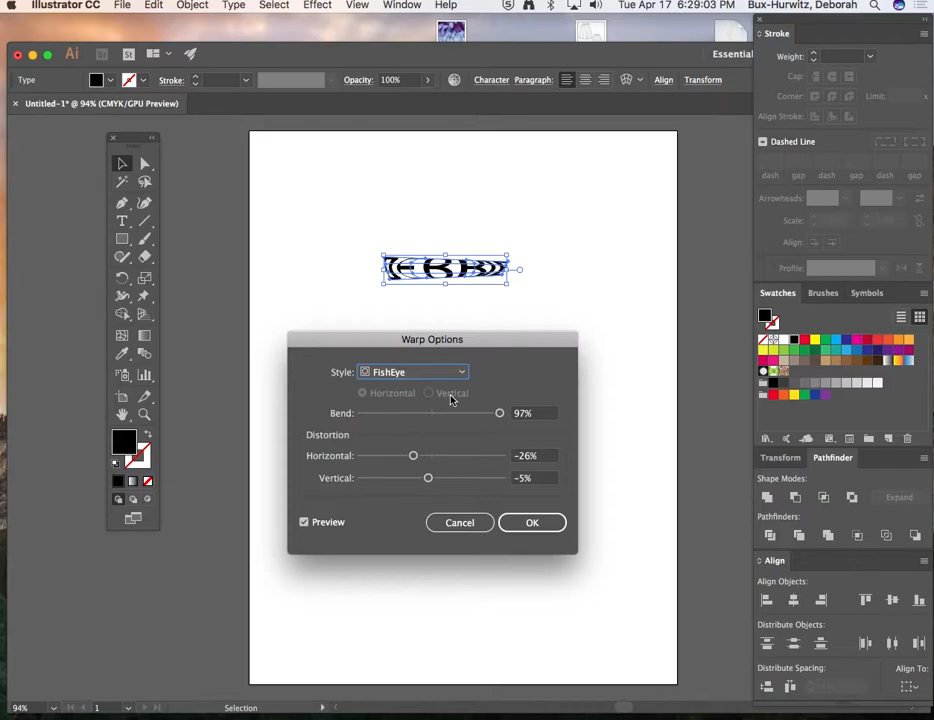 Illustrator CC File Edit Object Type Select Effect View Window Help Tue Apr 17 6:29:03 PM Bux-Hurwitz, Deborah
Ai Br St Essential
Type Stroke: Opacity: 100% Character Paragraph: Align Transform
Untitled-1* @ 94% (CMYK/GPU Preview)
Stroke
Weight:
Cap:
Corner: Limit: x
Align Stroke:
Dashed Line
dash gap dash gap dash gap
Arrowheads:
Scale:
Align:
Profile:
Swatches Brushes Symbols
Warp Options
Style: FishEye
Horizontal Vertical
Bend: 97%
Distortion
Horizontal: -26%
Vertical: -5%
Preview Cancel OK
Transform Pathfinder
Shape Modes:
Expand
Pathfinders:
Align
Align Objects:
Distribute Objects:
Distribute Spacing: Align To:
94% 1 Selection